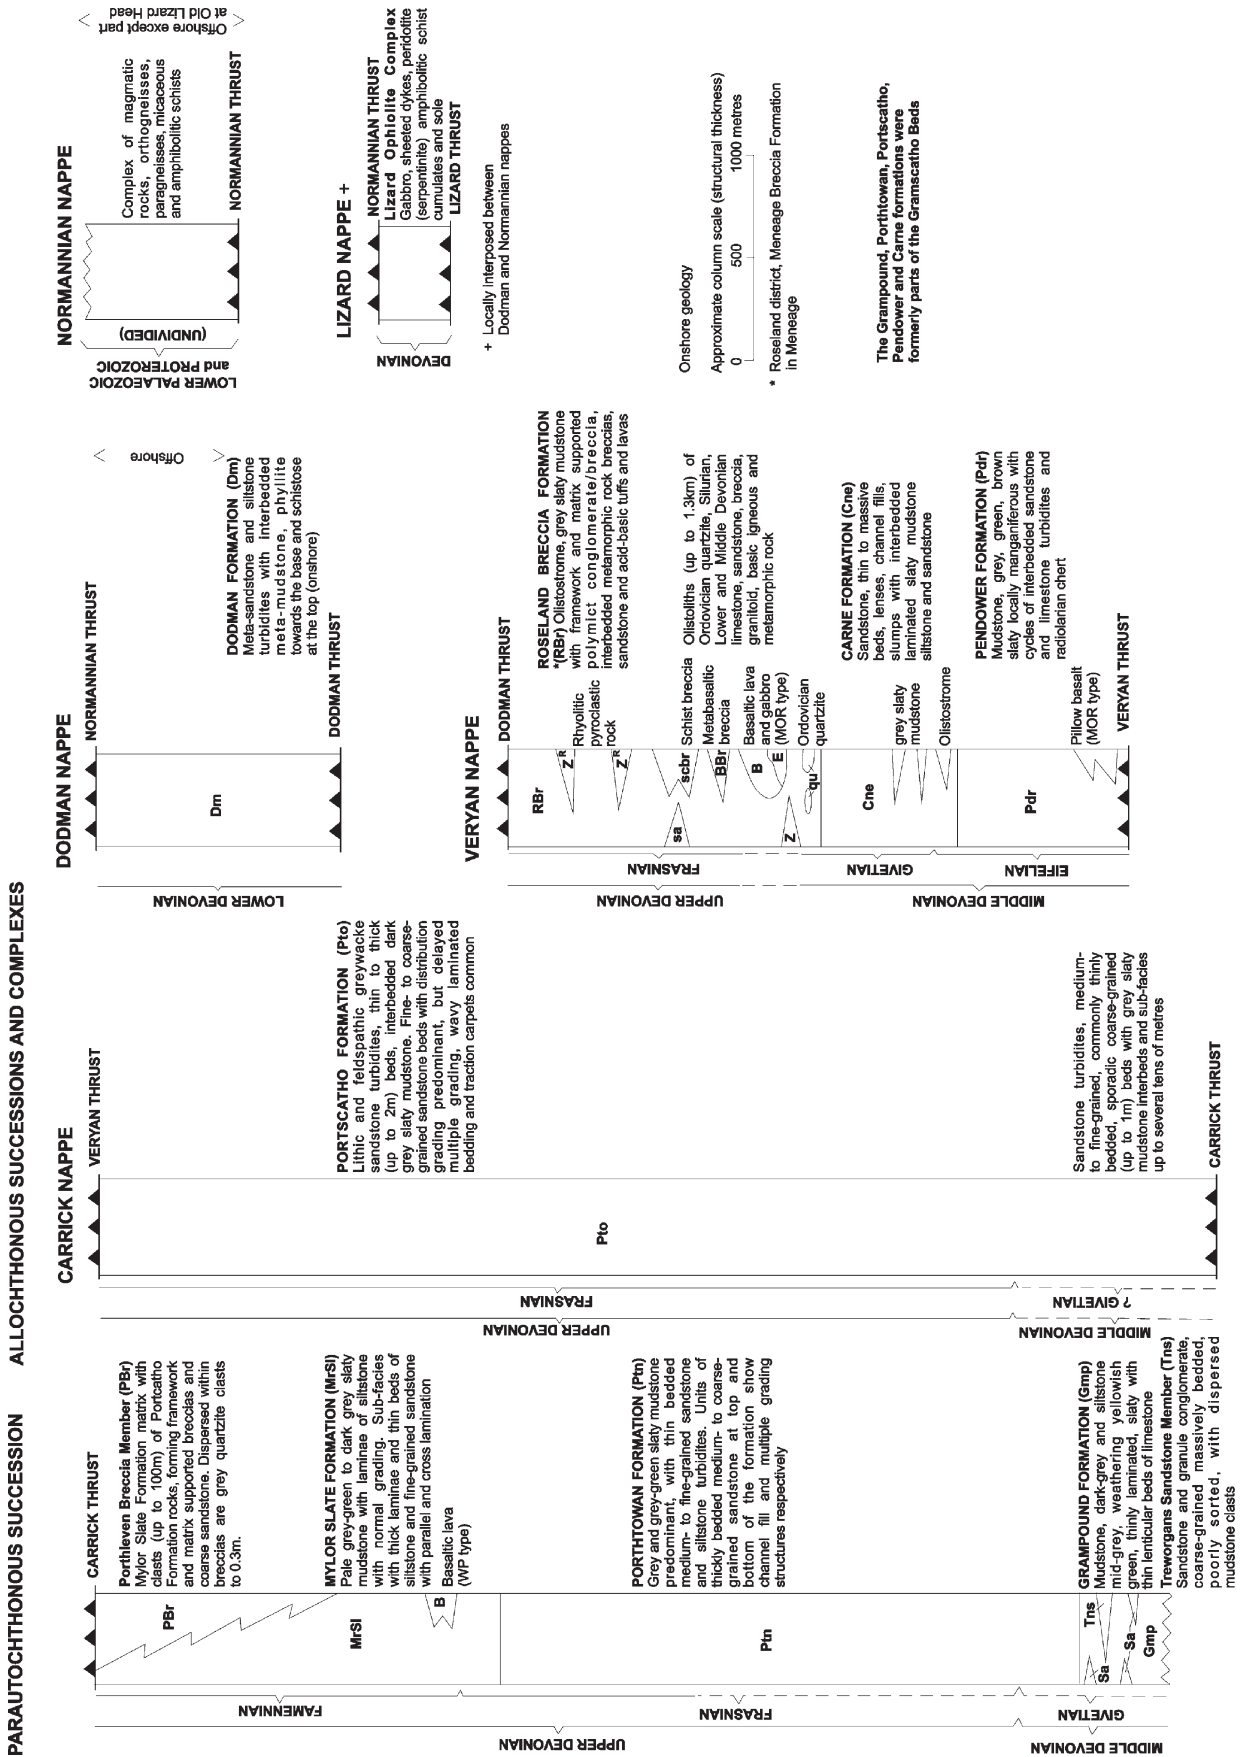 PARAUTOCHTHONOUS SUCCESSION
ALLOCHTHONOUS SUCCESSIONS AND COMPLEXES
CARRICK THRUST
PBr
MrSl
B
Ptn
Tns
Sa
Sa
Gmp
FAMENNIAN
FRASNIAN
GIVETIAN
UPPER DEVONIAN
MIDDLE DEVONIAN
Porthleven Breccia Member (PBr)
Mylor Slate Formation matrix with
clasts (up to 100m) of Portcatho
Formation rocks, forming framework
and matrix supported breccias and
coarse sandstone. Dispersed within
breccias are grey quartzite clasts
to 0.3m.
MYLOR SLATE FORMATION (MrSl)
Pale grey-green to dark grey slaty
mudstone with laminae of siltstone
with normal grading. Sub-facies
with thick laminae and thin beds of
siltstone and fine-grained sandstone
with parallel and cross lamination
Basaltic lava
(WP type)
PORTHTOWAN FORMATION (Ptn)
Grey and grey-green slaty mudstone
predominant, with thin bedded
medium- to fine-grained sandstone
and siltstone turbidites. Units of
thickly bedded medium- to coarse-
grained sandstone at top and
bottom of the formation show
channel fill and multiple grading
structures respectively
GRAMPOUND FORMATION (Gmp)
Mudstone, dark-grey and siltstone
mid-grey, weathering yellowish
green, thinly laminated, slaty with
thin lenticular beds of limestone
Treworgans Sandstone Member (Tns)
Sandstone and granule conglomerate,
coarse-grained massively bedded,
poorly sorted, with dispersed
mudstone clasts
CARRICK NAPPE
VERYAN THRUST
Pto
FRASNIAN
? GIVETIAN
UPPER DEVONIAN
MIDDLE DEVONIAN
PORTSCATHO FORMATION (Pto)
Lithic and feldspathic greywacke
sandstone turbidites, thin to thick
(up to 2m) beds, interbedded dark
grey slaty mudstone. Fine- to coarse-
grained sandstone beds with distribution
grading predominant, but delayed
multiple grading, wavy laminated
bedding and traction carpets common
Sandstone turbidites, medium-
to fine-grained, commonly thinly
bedded, sporadic coarse-grained
(up to 1m) beds with grey slaty
mudstone interbeds and sub-facies
up to several tens of metres
CARRICK THRUST
DODMAN NAPPE
NORMANNIAN THRUST
Dm
LOWER DEVONIAN
Offshore
DODMAN FORMATION (Dm)
Meta-sandstone and siltstone
turbidites with interbedded
meta-mudstone, phyllite
towards the base and schistose
at the top (onshore)
DODMAN THRUST
VERYAN NAPPE
DODMAN THRUST
RBr
Z R
Z R
sa
scbr
BBr
B
E
Z
qu
Cne
Pdr
FRASNIAN
GIVETIAN
EIFELIAN
UPPER DEVONIAN
MIDDLE DEVONIAN
Rhyolitic
pyroclastic
rock
Schist breccia
Metabasaltic
breccia
Basaltic lava
and gabbro
(MOR type)
Ordovician
quartzite
grey slaty
mudstone
Olistostrome
Pillow basalt
(MOR type)
VERYAN THRUST
ROSELAND BRECCIA FORMATION
*(RBr) Olistostrome, grey slaty mudstone
with framework and matrix supported
polymict conglomerate/breccia,
interbedded metamorphic rock breccias,
sandstone and acid-basic tuffs and lavas
Olistoliths (up to 1.3km) of
Ordovician quartzite, Silurian,
Lower and Middle Devonian
limestone, sandstone, breccia,
granitoid, basic igneous and
metamorphic rock
CARNE FORMATION (Cne)
Sandstone, thin to massive
beds, lenses, channel fills,
slumps with interbedded
laminated slaty mudstone
siltstone and sandstone
PENDOWER FORMATION (Pdr)
Mudstone, grey, green, brown
slaty locally manganiferous with
cycles of interbedded sandstone
and limestone turbidites and
radiolarian chert
NORMANNIAN NAPPE
LOWER PALAEOZOIC
and PROTEROZOIC
(UNDIVIDED)
Complex of magmatic
rocks, orthogneisses,
paragneisses, micaceous
and amphibolitic schists
NORMANNIAN THRUST
Offshore except part
at Old Lizard Head
LIZARD NAPPE +
DEVONIAN
NORMANNIAN THRUST
Lizard Ophiolite Complex
Gabbro, sheeted dykes, peridotite
(serpentinite) amphibolitic schist
cumulates and sole
LIZARD THRUST
+ Locally interposed between
Dodman and Normannian nappes
Onshore geology
Approximate column scale (structural thickness)
0 500 1000 metres
* Roseland district, Meneage Breccia Formation
in Meneage
The Grampound, Porthtowan, Portscatho,
Pendower and Carne formations were
formerly parts of the Gramscatho Beds